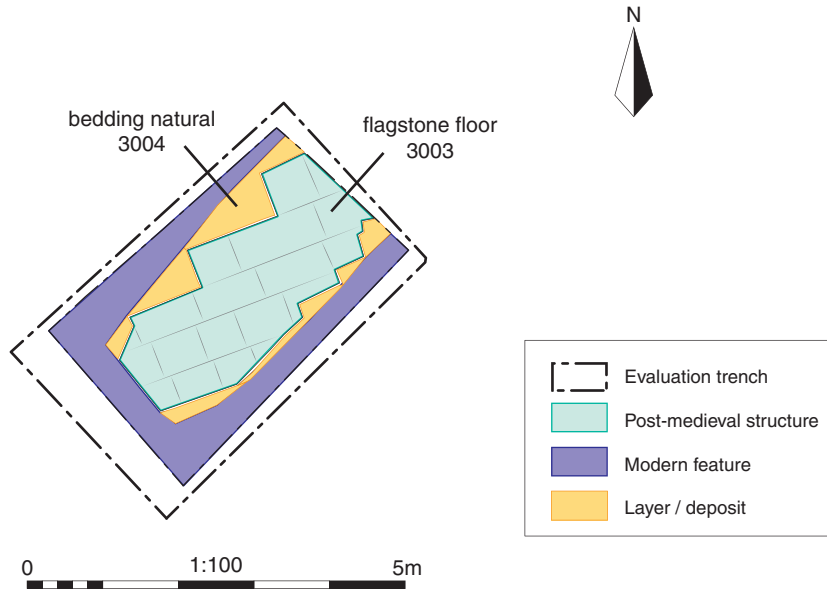 N
bedding natural
3004
flagstone floor
3003
Evaluation trench
Post-medieval structure
Modern feature
Layer / deposit
0 1:100 5m